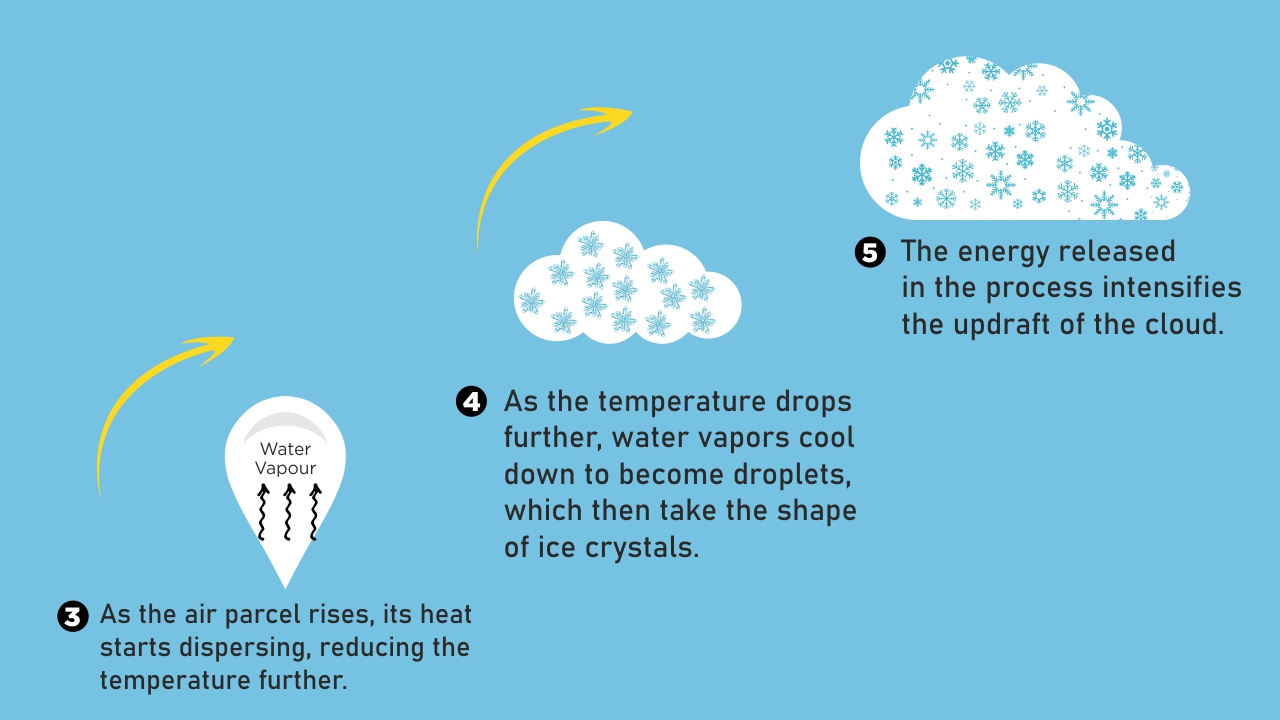 Water
Vapour
3 As the air parcel rises, its heat
starts dispersing, reducing the
temperature further.
4 As the temperature drops
further, water vapors cool
down to become droplets,
which then take the shape
of ice crystals.
5 The energy released
in the process intensifies
the updraft of the cloud.